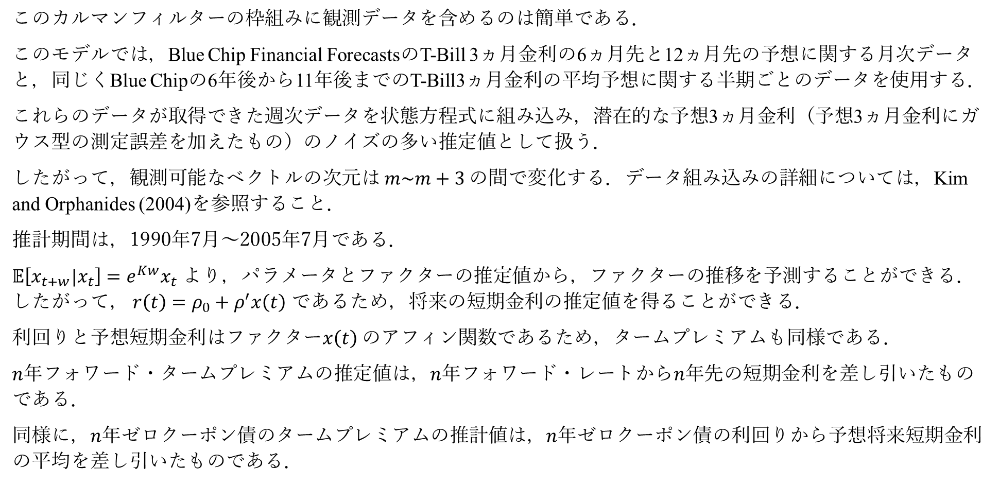 このカルマンフィルターの枠組みに観測データを含めるのは簡単である．
このモデルでは，Blue Chip Financial ForecastsのT-Bill 3ヵ月金利の6ヵ月先と12ヵ月先の予想に関する月次データ
と，同じくBlue Chipの6年後から11年後までのT-Bill3ヵ月金利の平均予想に関する半期ごとのデータを使用する．
これらのデータが取得できた週次データを状態方程式に組み込み，潜在的な予想3ヵ月金利（予想3ヵ月金利にガ
ウス型の測定誤差を加えたもの）のノイズの多い推定値として扱う．
したがって，観測可能なベクトルの次元は 𝑚~𝑚 + 3 の間で変化する．データ組み込みの詳細については，Kim
and Orphanides (2004)を参照すること．
推計期間は，1990年7月～2005年7月である．
𝔼[𝑥ₜ₊𝓌|𝑥ₜ] = 𝑒ᴷʷ𝑥ₜ より，パラメータとファクターの推定値から，ファクターの推移を予測することができる．
したがって， 𝑟(𝑡) = 𝜌₀ + 𝜌′𝑥(𝑡) であるため，将来の短期金利の推定値を得ることができる．
利回りと予想短期金利はファクター𝑥(𝑡) のアフィン関数であるため，タームプレミアムも同様である．
𝑛年フォワード・タームプレミアムの推定値は，𝑛年フォワード・レートから𝑛年先の短期金利を差し引いたもの
である．
同様に，𝑛年ゼロクーポン債のタームプレミアムの推計値は，𝑛年ゼロクーポン債の利回りから予想将来短期金利
の平均を差し引いたものである．